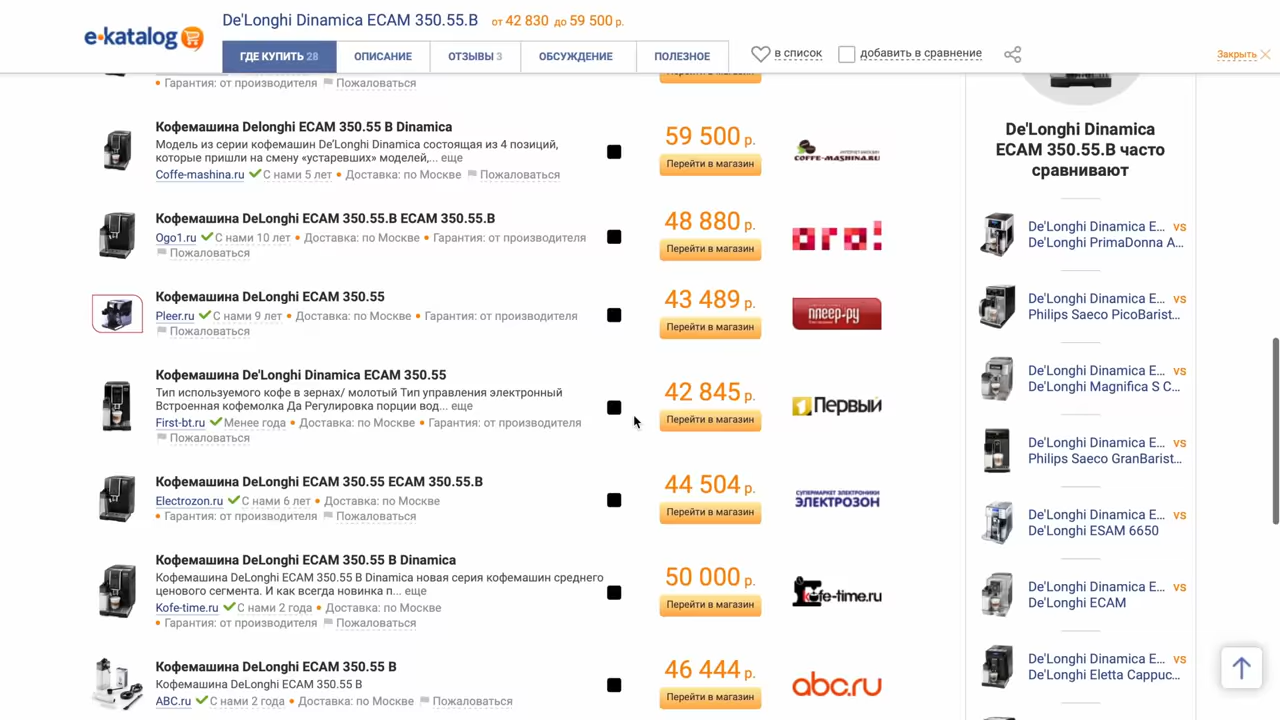 e-katalog
De'Longhi Dinamica ECAM 350.55.B от 42 830 до 59 500 р.
ГДЕ КУПИТЬ 28 ОПИСАНИЕ ОТЗЫВЫ 3 ОБСУЖДЕНИЕ ПОЛЕЗНОЕ
в список добавить в сравнение
Закрыть
Гарантия: от производителя Пожаловаться
Кофемашина Delonghi ECAM 350.55 B Dinamica
Модель из серии кофемашин De'Longhi Dinamica состоящая из 4 позиций,
которые пришли на смену «устаревших» моделей,... еще
Coffe-mashina.ru С нами 5 лет • Доставка: по Москве Пожаловаться
59 500 р.
Перейти в магазин
ИНТЕРНЕТ-МАГАЗИН
COFFE-MASHINA.RU
Кофемашина DeLonghi ECAM 350.55.B ECAM 350.55.B
Ogo1.ru С нами 10 лет • Доставка: по Москве • Гарантия: от производителя
Пожаловаться
48 880 р.
Перейти в магазин
ого!
Кофемашина DeLonghi ECAM 350.55
Pleer.ru С нами 9 лет • Доставка: по Москве • Гарантия: от производителя
Пожаловаться
43 489 р.
Перейти в магазин
плеер·ру
Кофемашина De'Longhi Dinamica ECAM 350.55
Тип используемого кофе в зернах/ молотый Тип управления электронный
Встроенная кофемолка Да Регулировка порции вод... еще
First-bt.ru Менее года • Доставка: по Москве • Гарантия: от производителя
Пожаловаться
42 845 р.
Перейти в магазин
1 Первый
Кофемашина DeLonghi ECAM 350.55 ECAM 350.55.B
Electrozon.ru С нами 6 лет • Доставка: по Москве
• Гарантия: от производителя Пожаловаться
44 504 р.
Перейти в магазин
СУПЕРМАРКЕТ ЭЛЕКТРОНИКИ
ЭЛЕКТРОЗОН
Кофемашина DeLonghi ECAM 350.55 B Dinamica
Кофемашина DeLonghi ECAM 350.55 B Dinamica новая серия кофемашин среднего
ценового сегмента. И как всегда новинка п... еще
Kofe-time.ru С нами 2 года • Доставка: по Москве
• Гарантия: от производителя Пожаловаться
50 000 р.
Перейти в магазин
Kofe-time.ru
Кофемашина DeLonghi ECAM 350.55 B
Кофемашина DeLonghi ECAM 350.55 B
ABC.ru С нами 2 года • Доставка: по Москве Пожаловаться
46 444 р.
Перейти в магазин
abc.ru
De'Longhi Dinamica
ECAM 350.55.B часто
сравнивают
De'Longhi Dinamica E... vs
De'Longhi PrimaDonna A...
De'Longhi Dinamica E... vs
Philips Saeco PicoBarist...
De'Longhi Dinamica E... vs
De'Longhi Magnifica S C...
De'Longhi Dinamica E... vs
Philips Saeco GranBarist...
De'Longhi Dinamica E... vs
De'Longhi ESAM 6650
De'Longhi Dinamica E... vs
De'Longhi ECAM
De'Longhi Dinamica E... vs
De'Longhi Eletta Cappuc...